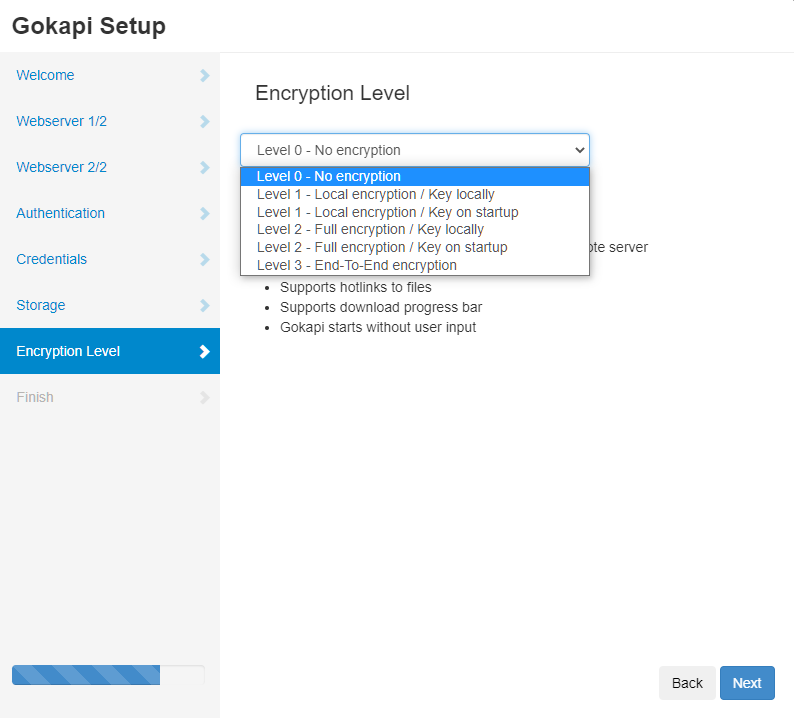 Gokapi Setup
Welcome
Webserver 1/2
Webserver 2/2
Authentication
Credentials
Storage
Encryption Level
Finish
Encryption Level
Level 0 - No encryption
Level 0 - No encryption
Level 1 - Local encryption / Key locally
Level 1 - Local encryption / Key on startup
Level 2 - Full encryption / Key locally
Level 2 - Full encryption / Key on startup
server
Level 3 - End-To-End encryption
Supports hotlinks to files
Supports download progress bar
Gokapi starts without user input
Back
Next